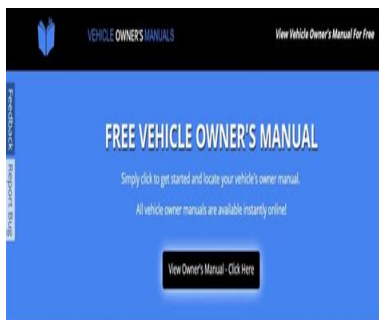 VEHICLE OWNER'S MANUALS
View Vehicle Owner's Manual For Free
Feedback
Report Bug
FREE VEHICLE OWNER'S MANUAL
Simply click to get started and locate your vehicle's owner manual.
All vehicle owner manuals are available instantly online!
View Owner's Manual - Click Here